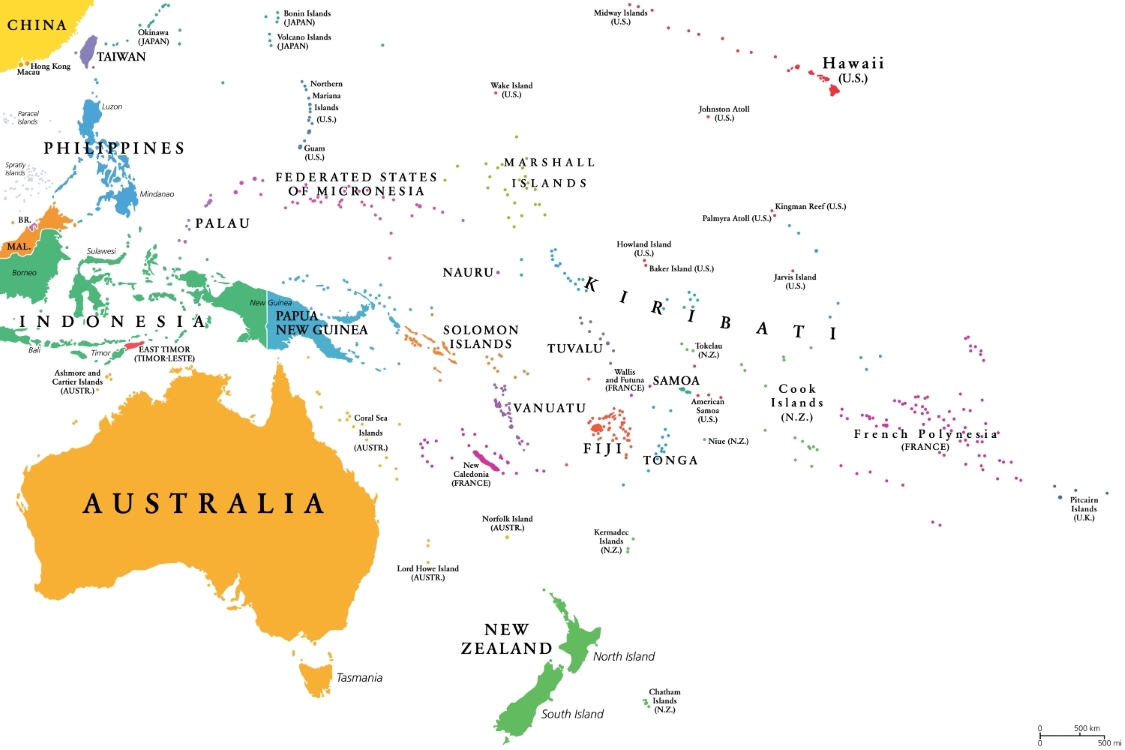 CHINA
Okinawa
(JAPAN)
Bonin Islands
(JAPAN)
Volcano Islands
(JAPAN)
Midway Islands
(U.S.)
TAIWAN
Hong Kong
Macau
Hawaii
(U.S.)
Northern
Mariana
Islands
(U.S.)
Wake Island
(U.S.)
Johnston Atoll
(U.S.)
Luzon
Paracel
Islands
PHILIPPINES
Guam
(U.S.)
Spratly
Islands
Mindanao
MARSHALL
ISLANDS
FEDERATED STATES
OF MICRONESIA
PALAU
Kingman Reef (U.S.)
Palmyra Atoll (U.S.)
BR.
MAL.
Borneo
Sulawesi
Howland Island
(U.S.)
Baker Island (U.S.)
Jarvis Island
(U.S.)
NAURU
KIRIBATI
New Guinea
INDONESIA
PAPUA
NEW GUINEA
SOLOMON
ISLANDS
TUVALU
Tokelau
(N.Z.)
Bali
Timor
EAST TIMOR
(TIMOR-LESTE)
Ashmore and
Cartier Islands
(AUSTR.)
Wallis
and Futuna
(FRANCE)
SAMOA
American
Samoa
(U.S.)
Cook
Islands
(N.Z.)
VANUATU
Coral Sea
Islands
(AUSTR.)
FIJI
TONGA
Niue (N.Z.)
French Polynesia
(FRANCE)
New
Caledonia
(FRANCE)
AUSTRALIA
Pitcairn
Islands
(U.K.)
Norfolk Island
(AUSTR.)
Kermadec
Islands
(N.Z.)
Lord Howe Island
(AUSTR.)
NEW
ZEALAND
North Island
Tasmania
South Island
Chatham
Islands
(N.Z.)
0 500 km
0 500 mi